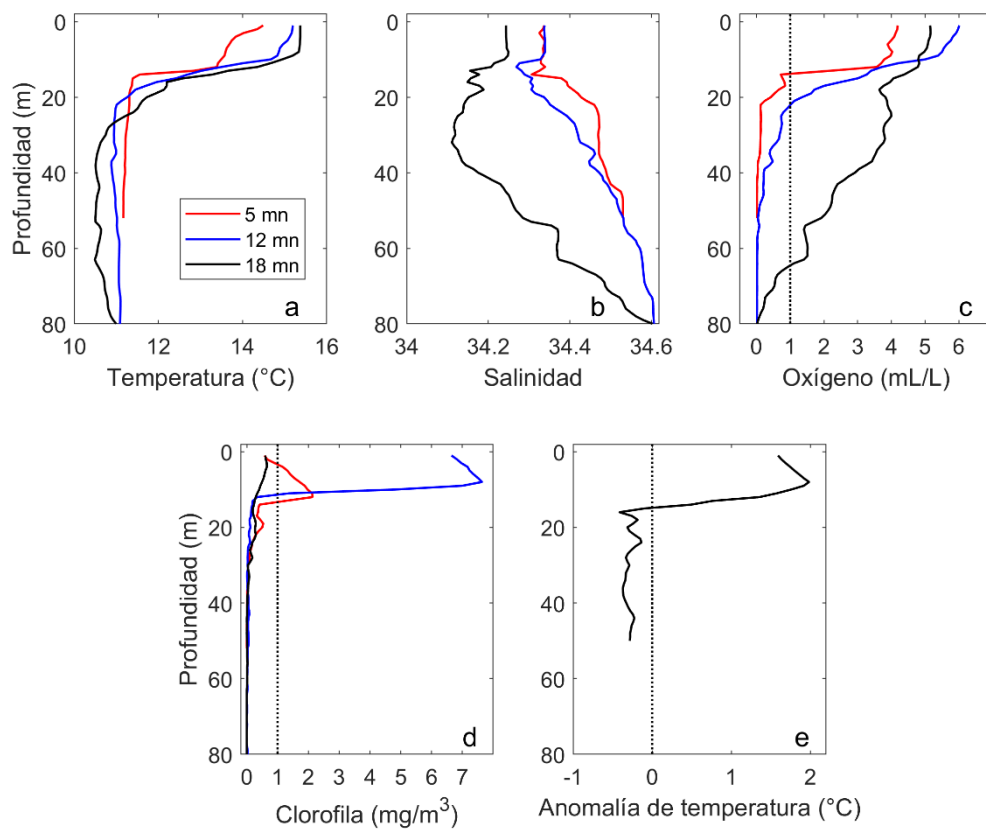 0
20
40
60
80
Profundidad (m)
5 mn
12 mn
18 mn
a
10 12 14 16
Temperatura (°C)
0
20
40
60
80
b
34 34.2 34.4 34.6
Salinidad
0
20
40
60
80
c
0 1 2 3 4 5 6
Oxígeno (mL/L)
0
20
40
60
80
Profundidad (m)
d
0 1 2 3 4 5 6 7
Clorofila (mg/m³)
0
20
40
60
80
e
-1 0 1 2
Anomalía de temperatura (°C)